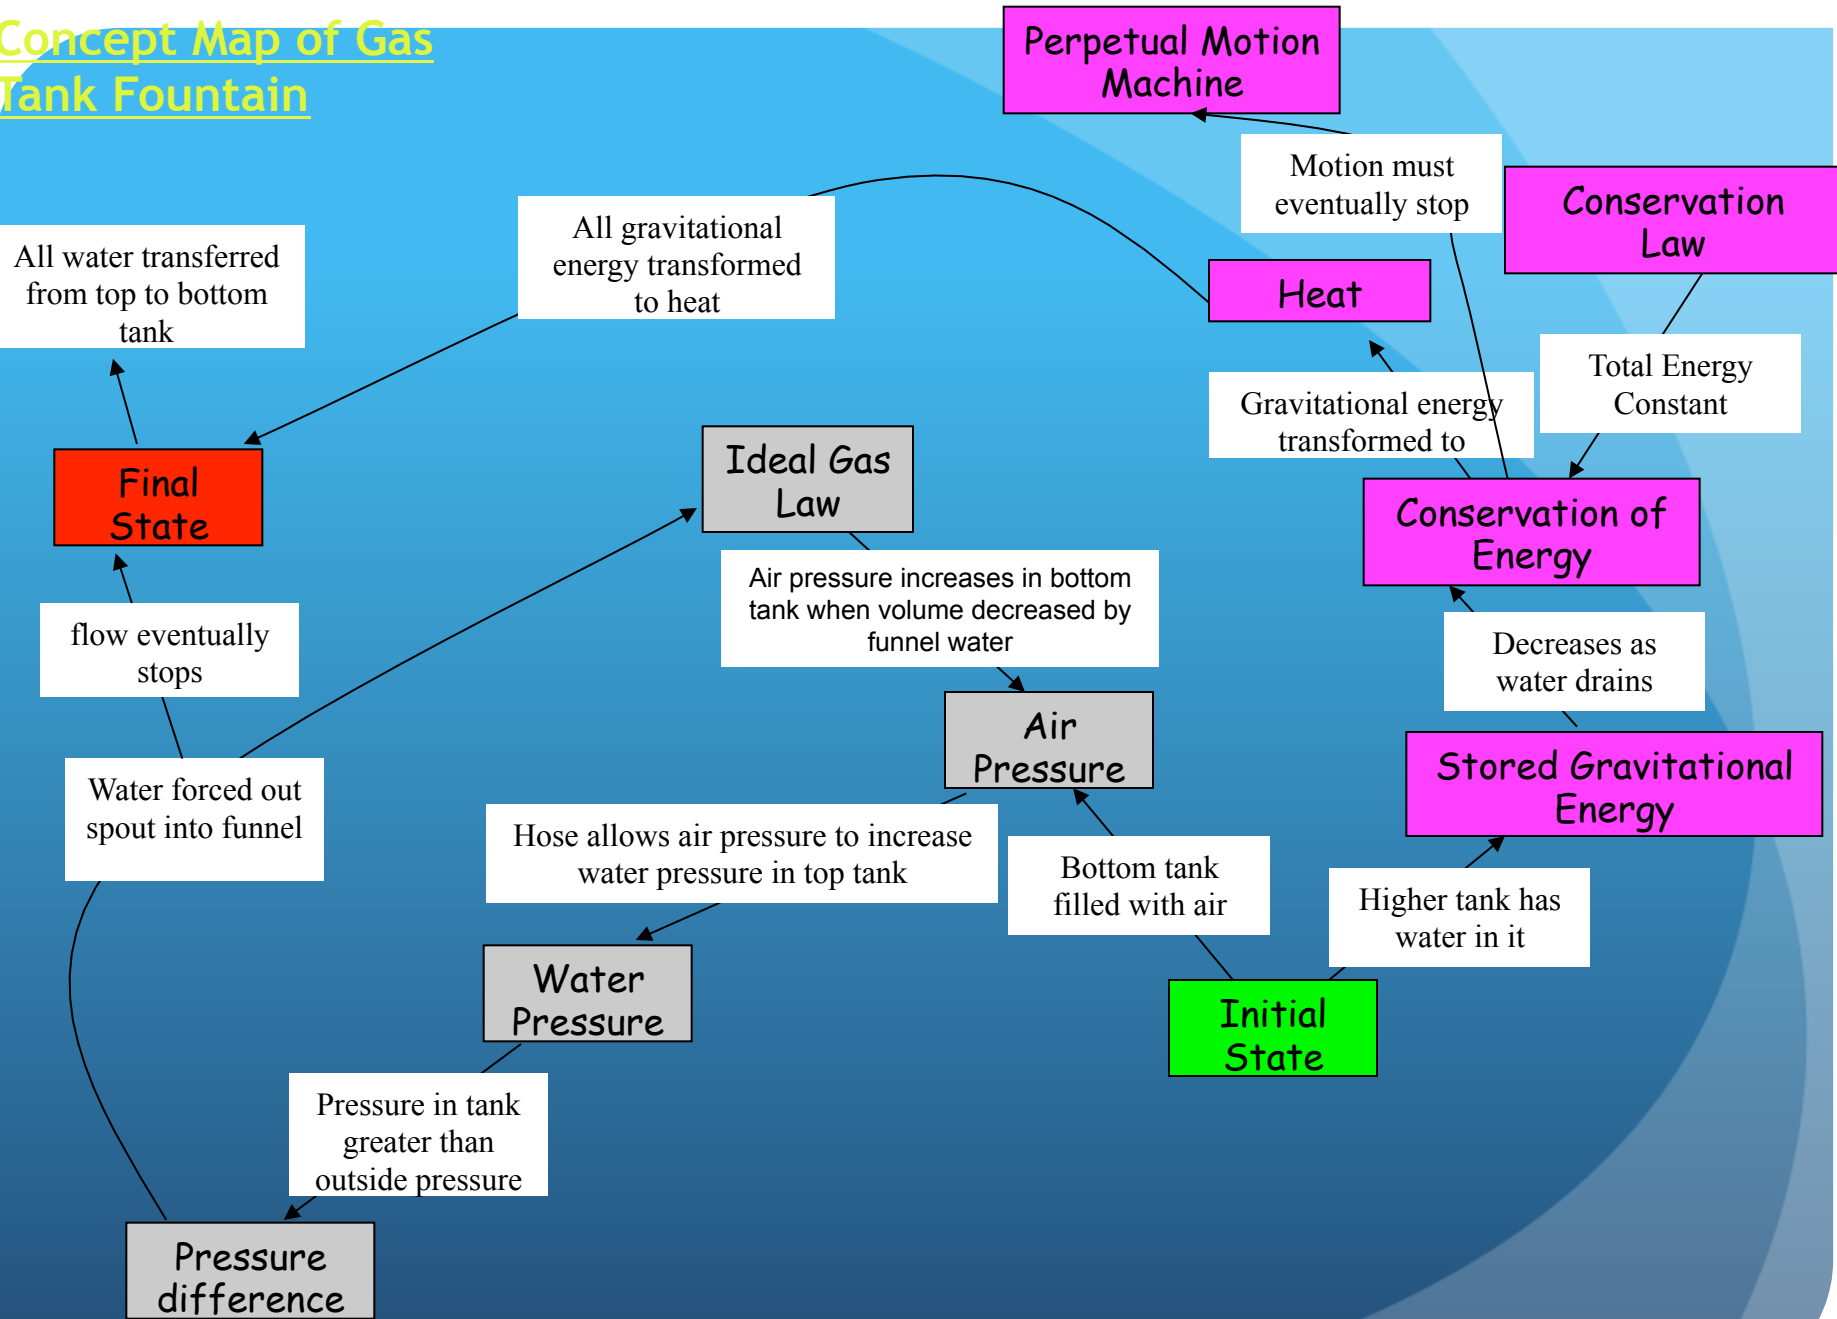 Concept Map of Gas
Tank Fountain
Perpetual Motion
Machine
Motion must
eventually stop
Conservation
Law
All gravitational
energy transformed
to heat
All water transferred
from top to bottom
tank
Heat
Total Energy
Constant
Gravitational energy
transformed to
Final
State
Ideal Gas
Law
Conservation of
Energy
Air pressure increases in bottom
tank when volume decreased by
funnel water
flow eventually
stops
Decreases as
water drains
Air
Pressure
Stored Gravitational
Energy
Water forced out
spout into funnel
Hose allows air pressure to increase
water pressure in top tank
Bottom tank
filled with air
Higher tank has
water in it
Water
Pressure
Initial
State
Pressure in tank
greater than
outside pressure
Pressure
difference